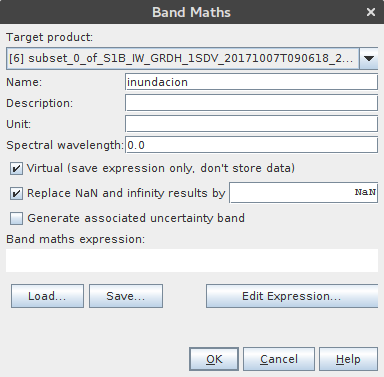 Band Maths
Target product:
[6] subset_0_of_S1B_IW_GRDH_1SDV_20171007T090618_2...
Name: inundacion
Description:
Unit:
Spectral wavelength: 0.0
Virtual (save expression only, don't store data)
Replace NaN and infinity results by NaN
Generate associated uncertainty band
Band maths expression:
Load... Save... Edit Expression...
OK Cancel Help